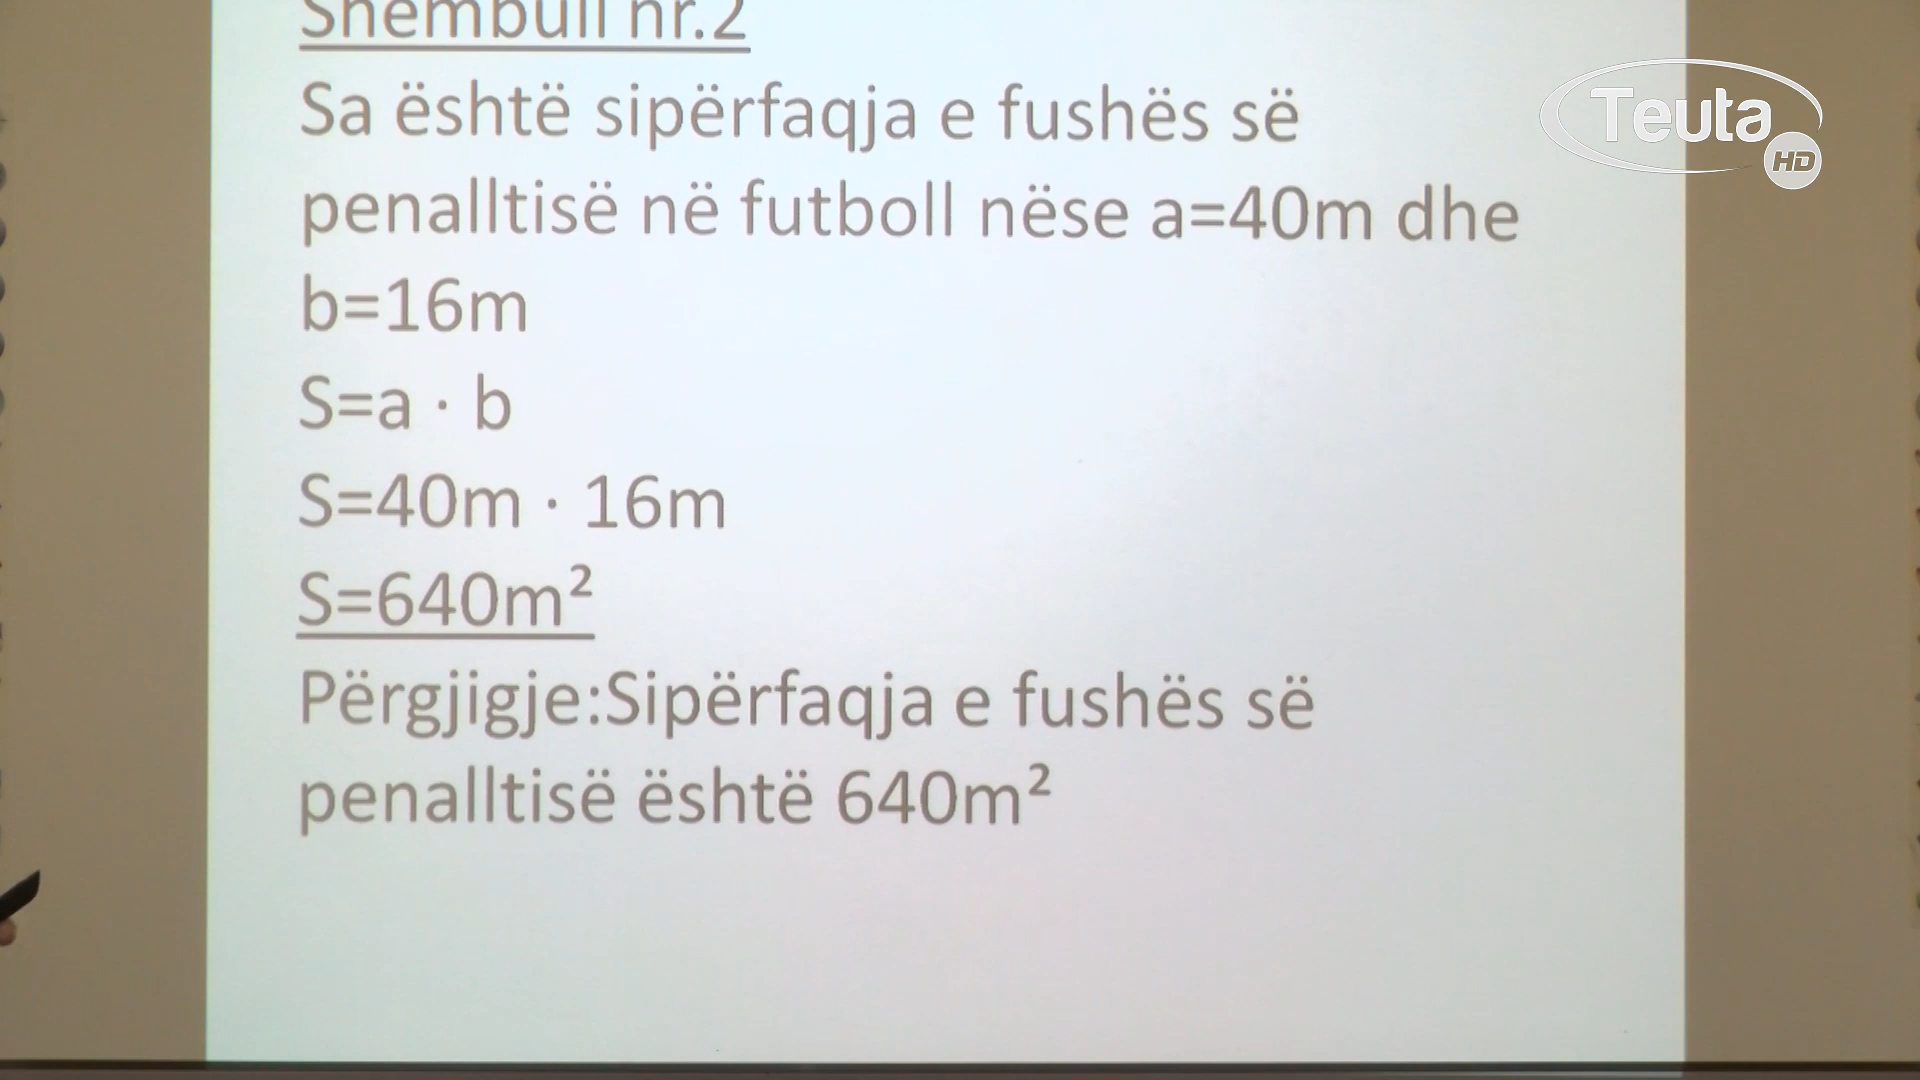 Shembull nr.2
Sa është sipërfaqja e fushës së
penalltisë në futboll nëse a=40m dhe
b=16m
S=a · b
S=40m · 16m
S=640m²
Përgjigje:Sipërfaqja e fushës së
penalltisë është 640m²
Teuta
HD